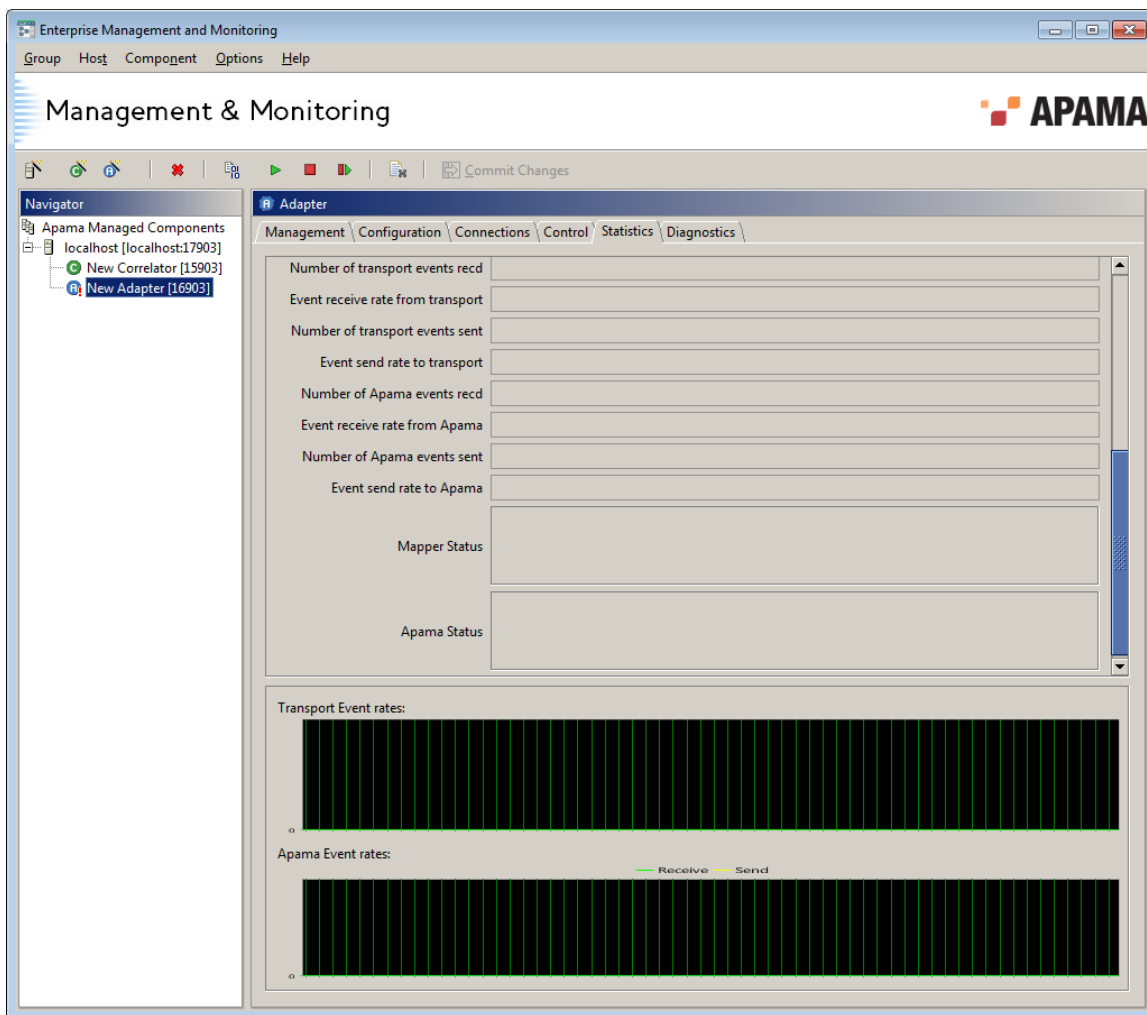 Enterprise Management and Monitoring
Group Host Component Options Help
Management & Monitoring
APAMA
Commit Changes
Navigator
Apama Managed Components
localhost [localhost:17903]
New Correlator [15903]
New Adapter [16903]
Adapter
Management Configuration Connections Control Statistics Diagnostics
Number of transport events recd
Event receive rate from transport
Number of transport events sent
Event send rate to transport
Number of Apama events recd
Event receive rate from Apama
Number of Apama events sent
Event send rate to Apama
Mapper Status
Apama Status
Transport Event rates:
0
Apama Event rates:
Receive Send
0